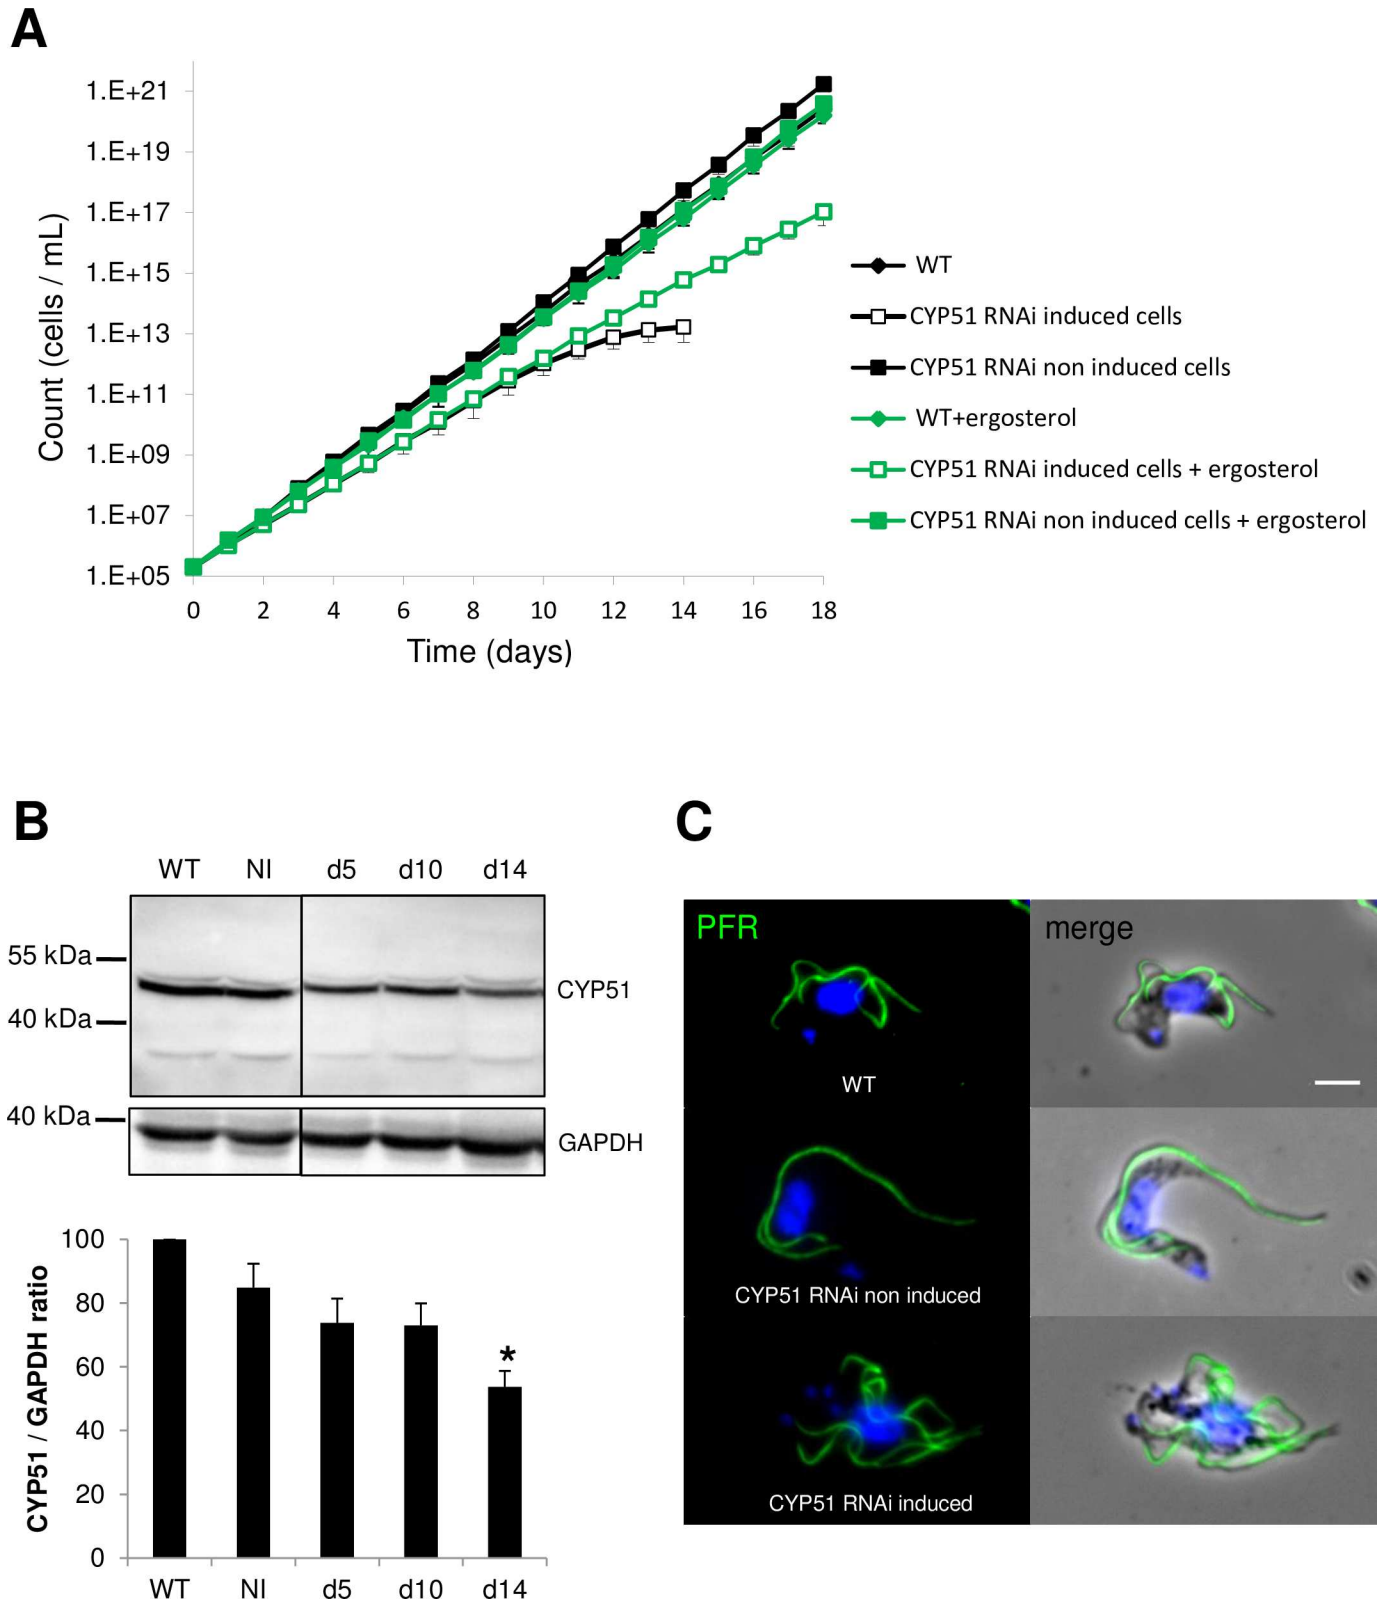 A
1.E+21
1.E+19
1.E+17
1.E+15
1.E+13
1.E+11
1.E+09
1.E+07
1.E+05
Count (cells / mL)
0 2 4 6 8 10 12 14 16 18
Time (days)
WT
CYP51 RNAi induced cells
CYP51 RNAi non induced cells
WT+ergosterol
CYP51 RNAi induced cells + ergosterol
CYP51 RNAi non induced cells + ergosterol
B
WT NI d5 d10 d14
55 kDa
CYP51
40 kDa
40 kDa
GAPDH
100
80
60
40
20
0
CYP51 / GAPDH ratio
*
WT NI d5 d10 d14
C
PFR
merge
WT
CYP51 RNAi non induced
CYP51 RNAi induced